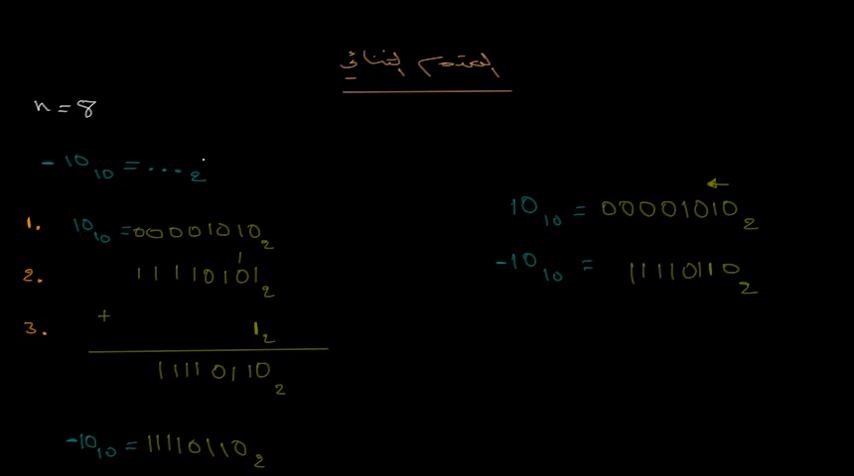 المتمم الثنائي
n = 8
-10₁₀ = ....₂
1. 10₁₀ = 00001010₂
1
2. 11110101₂
+
3. 1₂
11110110₂
-10₁₀ = 11110110₂
10₁₀ = 00001010₂
←
-10₁₀ = 11110110₂